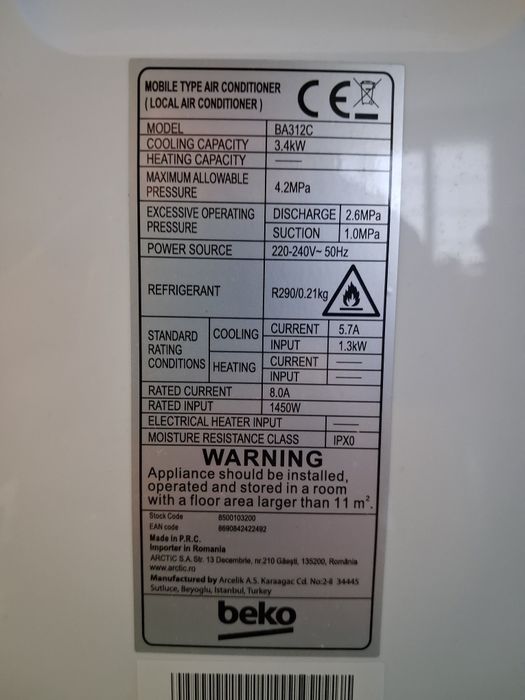 MOBILE TYPE AIR CONDITIONER
( LOCAL AIR CONDITIONER )
CE
MODEL BA312C
COOLING CAPACITY 3.4kW
HEATING CAPACITY ——
MAXIMUM ALLOWABLE
PRESSURE 4.2MPa
EXCESSIVE OPERATING
PRESSURE DISCHARGE 2.6MPa
SUCTION 1.0MPa
POWER SOURCE 220-240V~ 50Hz
REFRIGERANT R290/0.21kg
STANDARD
RATING
CONDITIONS COOLING CURRENT 5.7A
INPUT 1.3kW
HEATING CURRENT ——
INPUT ——
RATED CURRENT 8.0A
RATED INPUT 1450W
ELECTRICAL HEATER INPUT ——
MOISTURE RESISTANCE CLASS IPX0
WARNING
Appliance should be installed,
operated and stored in a room
with a floor area larger than 11 m².
Stock Code 8500103200
EAN code 8690842422492
Made in P.R.C.
Importer in Romania
ARCTIC S.A. Str. 13 Decembrie, nr.210 Găeşti, 135200, România
www.arctic.ro
Manufactured by Arcelik A.S. Karaagac Cd. No:2-6 34445
Sutluce, Beyoglu, Istanbul, Turkey
beko